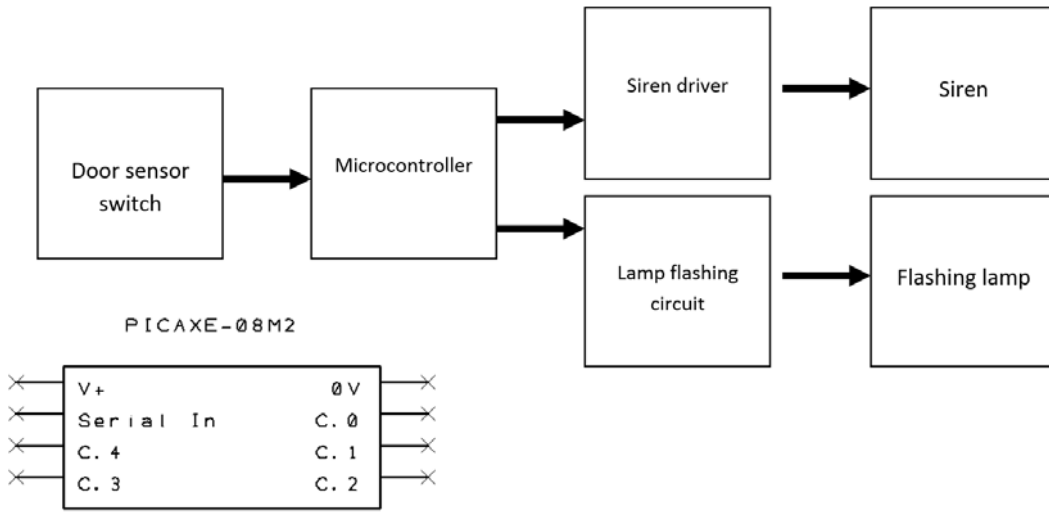 Door sensor
switch
Microcontroller
Siren driver
Siren
Lamp flashing
circuit
Flashing lamp
PICAXE-08M2
V+ 0V
Serial In C.0
C.4 C.1
C.3 C.2